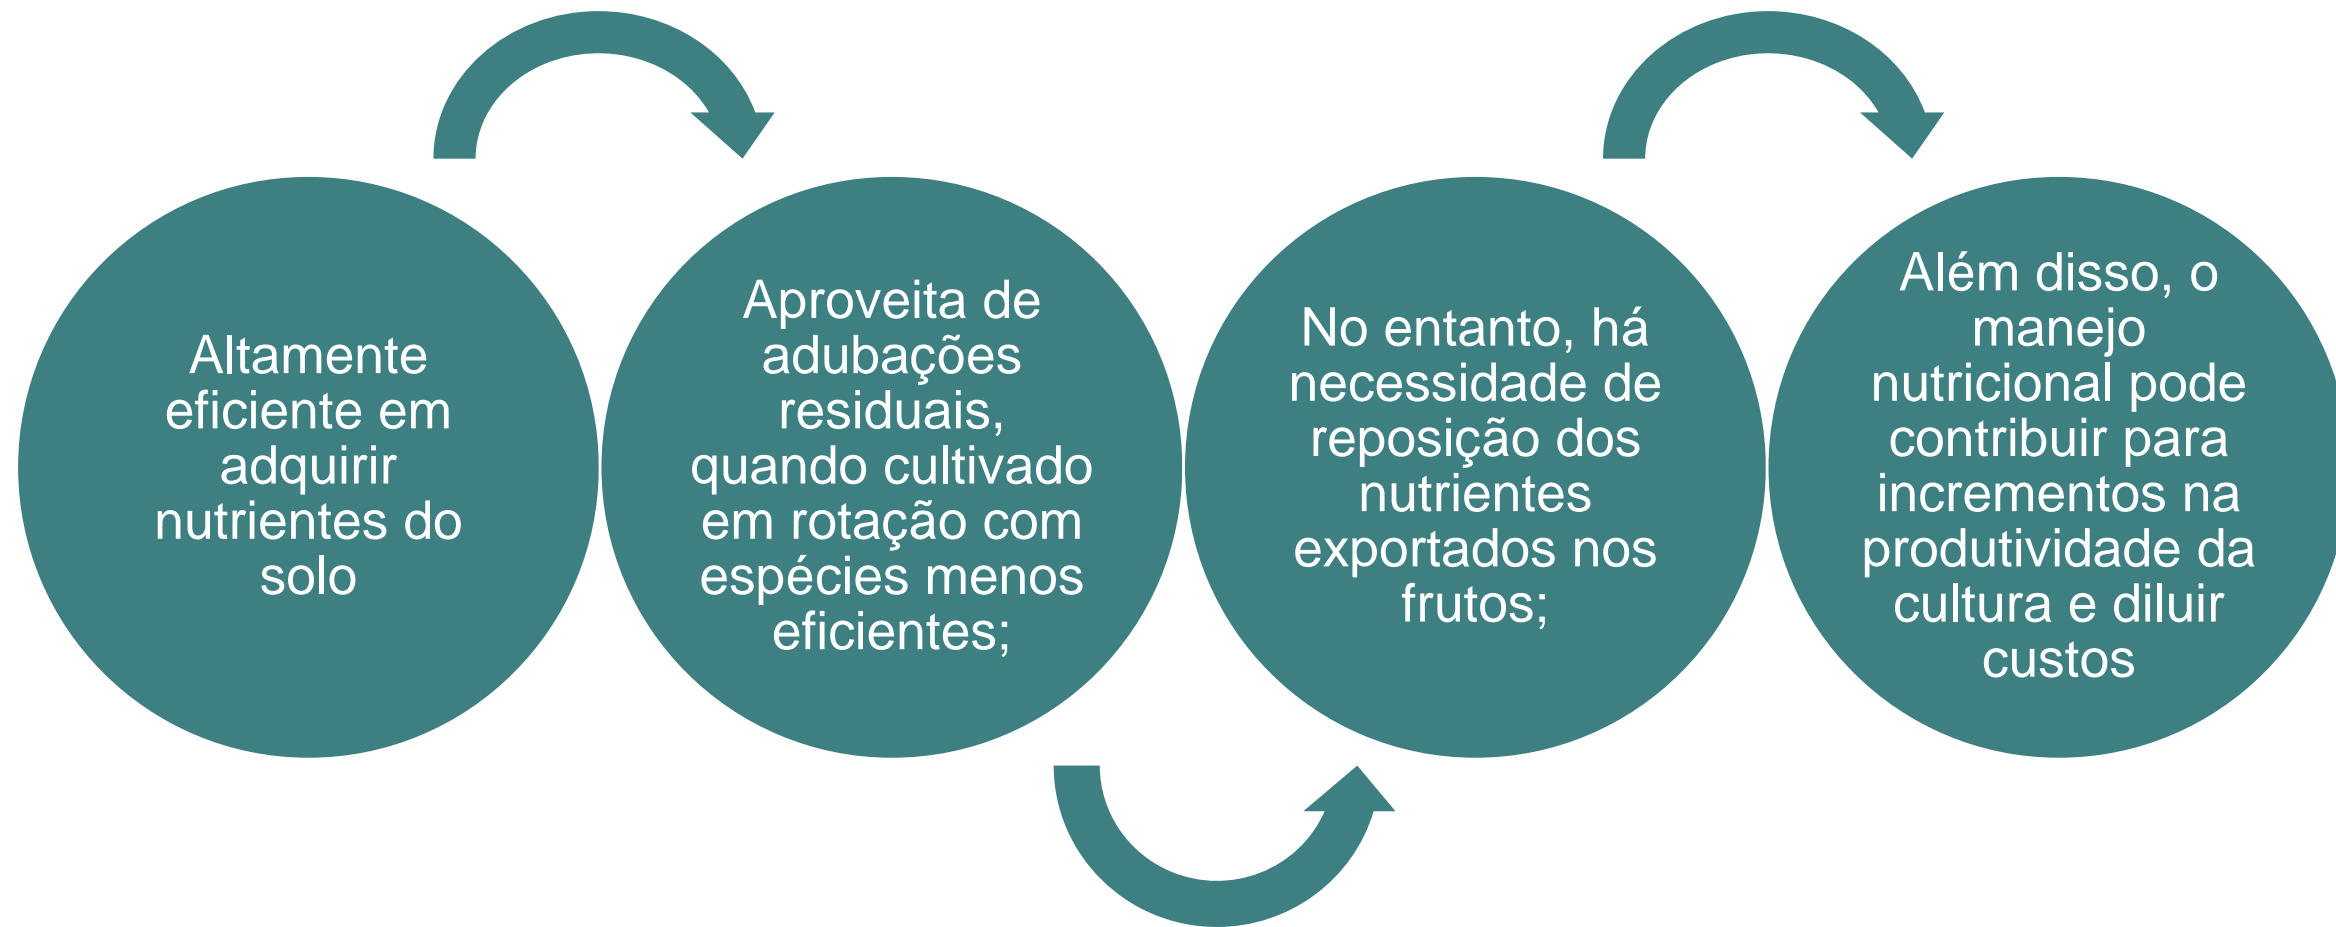 Altamente
eficiente em
adquirir
nutrientes do
solo
Aproveita de
adubações
residuais,
quando cultivado
em rotação com
espécies menos
eficientes;
No entanto, há
necessidade de
reposição dos
nutrientes
exportados nos
frutos;
Além disso, o
manejo
nutricional pode
contribuir para
incrementos na
produtividade da
cultura e diluir
custos